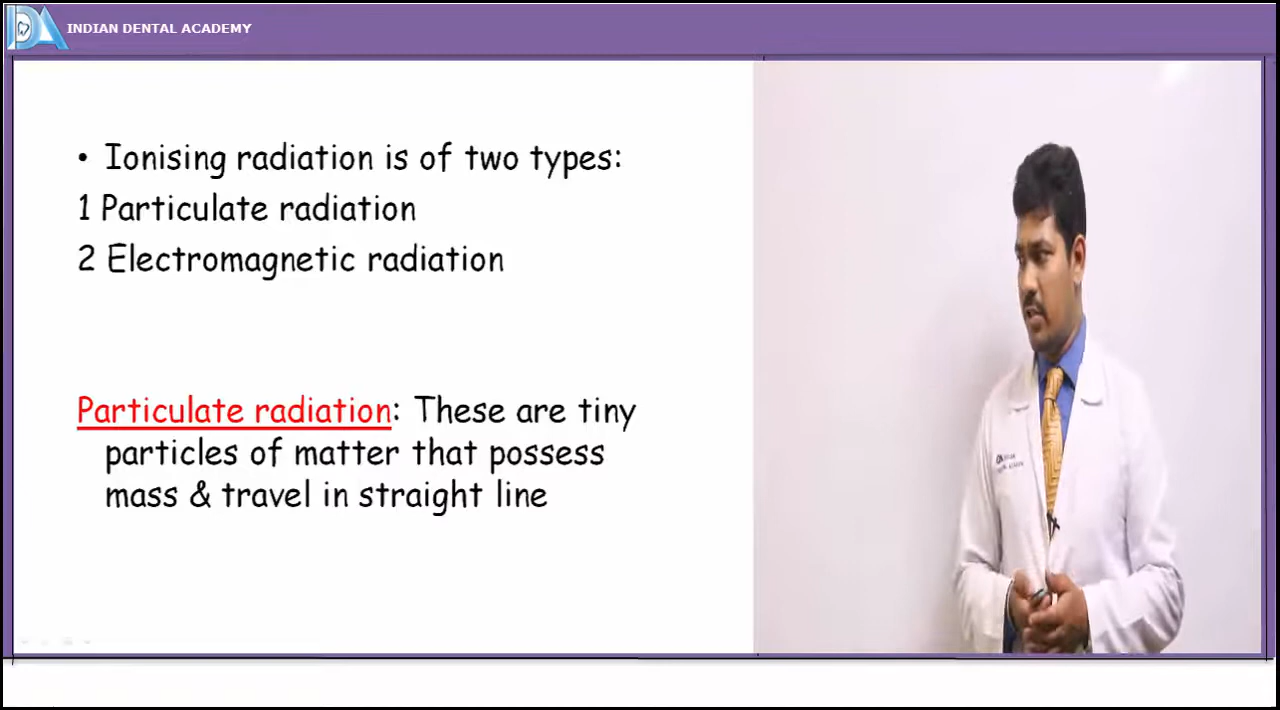 INDIAN DENTAL ACADEMY
• Ionising radiation is of two types:
1 Particulate radiation
2 Electromagnetic radiation
Particulate radiation: These are tiny
particles of matter that possess
mass & travel in straight line